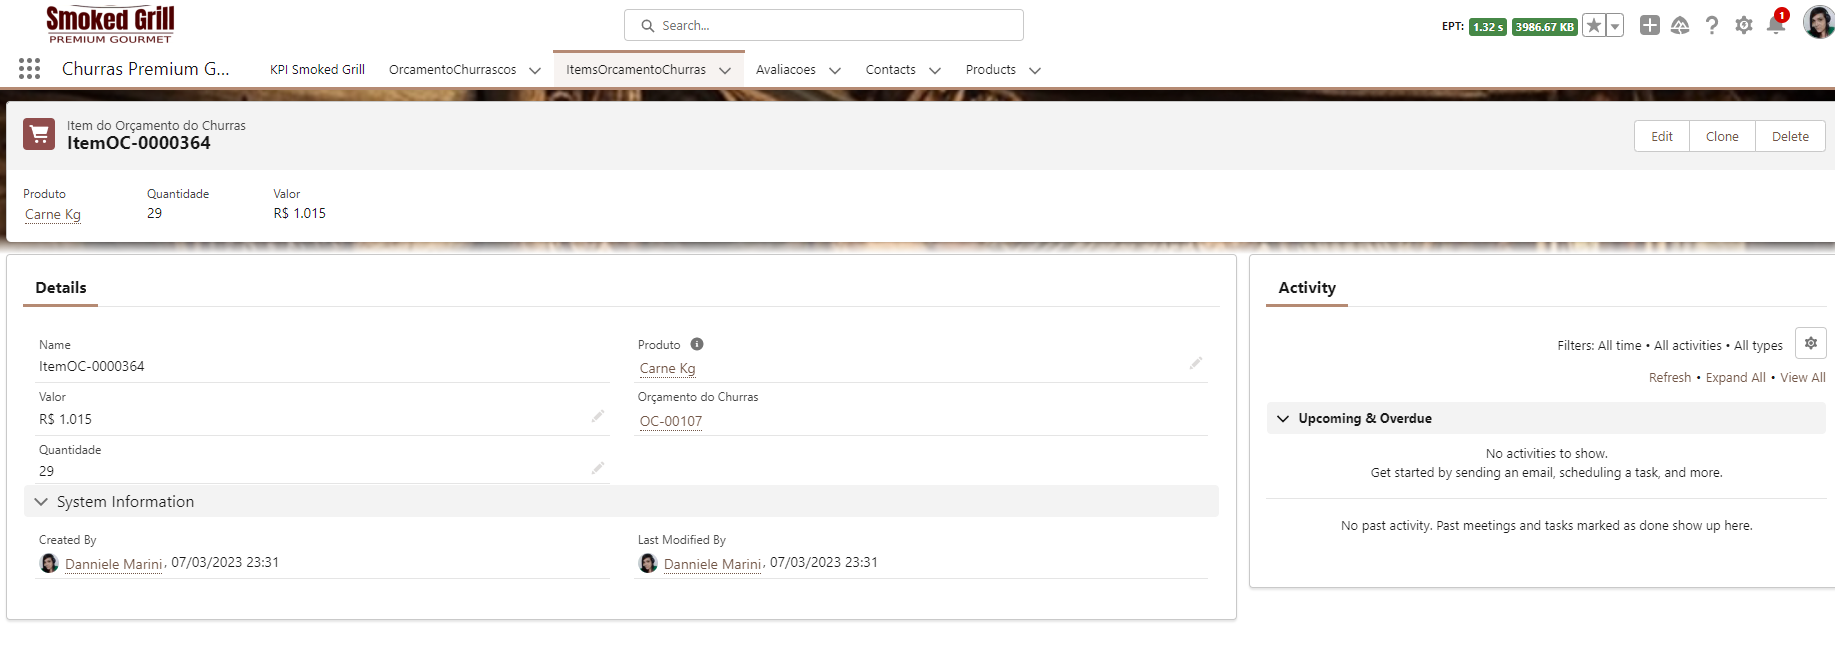 Smoked Grill
PREMIUM GOURMET
Search...
EPT: 1.32 s 3986.67 KB
1
Churras Premium G...
KPI Smoked Grill
OrcamentoChurrascos
ItemsOrcamentoChurras
Avaliacoes
Contacts
Products
Item do Orçamento do Churras
ItemOC-0000364
Edit
Clone
Delete
Produto
Carne Kg
Quantidade
29
Valor
R$ 1.015
Details
Name
ItemOC-0000364
Produto
Carne Kg
Valor
R$ 1.015
Orçamento do Churras
OC-00107
Quantidade
29
System Information
Created By
Danniele Marini, 07/03/2023 23:31
Last Modified By
Danniele Marini, 07/03/2023 23:31
Activity
Filters: All time • All activities • All types
Refresh • Expand All • View All
Upcoming & Overdue
No activities to show.
Get started by sending an email, scheduling a task, and more.
No past activity. Past meetings and tasks marked as done show up here.